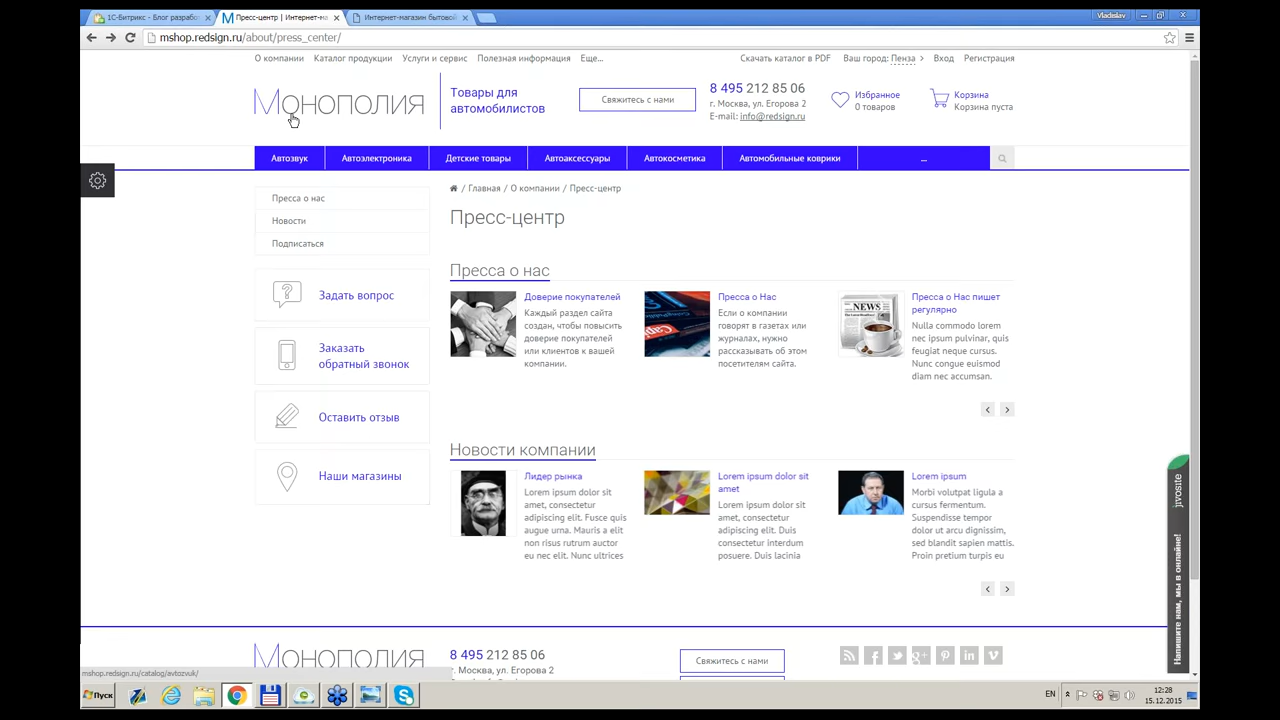 1С-Битрикс - Блог разрабо
Пресс-центр | Интернет-ма
Интернет-магазин бытовой
Vladislav
mshop.redsign.ru/about/press_center/
О компании Каталог продукции Услуги и сервис Полезная информация Еще...
Скачать каталог в PDF Ваш город: Пенза Вход Регистрация
Монополия
Товары для
автомобилистов
Свяжитесь с нами
8 495 212 85 06
г. Москва, ул. Егорова 2
E-mail: info@redsign.ru
Избранное
0 товаров
Корзина
Корзина пуста
Автозвук Автоэлектроника Детские товары Автоаксессуары Автокосметика Автомобильные коврики ...
Пресса о нас
Новости
Подписаться
Задать вопрос
Заказать
обратный звонок
Оставить отзыв
Наши магазины
/ Главная / О компании / Пресс-центр
Пресс-центр
Пресса о нас
Доверие покупателей
Каждый раздел сайта
создан, чтобы повысить
доверие покупателей
или клиентов к вашей
компании.
Пресса о Нас
Если о компании
говорят в газетах или
журналах, нужно
рассказывать об этом
посетителям сайта.
NEWS
Пресса о Нас пишет
регулярно
Nulla commodo lorem
nec ipsum pulvinar, quis
feugiat neque cursus.
Nunc congue euismod
diam nec accumsan.
Новости компании
Лидер рынка
Lorem ipsum dolor sit
amet, consectetur
adipiscing elit. Fusce quis
augue urna. Mauris a elit
non risus rutrum auctor
eu nec elit. Nunc ultrices
Lorem ipsum dolor sit
amet
Lorem ipsum dolor sit
amet, consectetur
adipiscing elit. Duis
consectetur interdum
posuere. Duis lacinia
Lorem ipsum
Morbi volutpat ligula a
cursus fermentum.
Suspendisse tempor
dolor ut arcu dignissim,
sed blandit sapien mattis.
Proin pretium turpis eu
jivosite
Напишите нам, мы в онлайне!
Монополия
8 495 212 85 06
г. Москва, ул. Егорова 2
Свяжитесь с нами
mshop.redsign.ru/catalog/avtozvuk/
Пуск
EN
12:28
15.12.2015